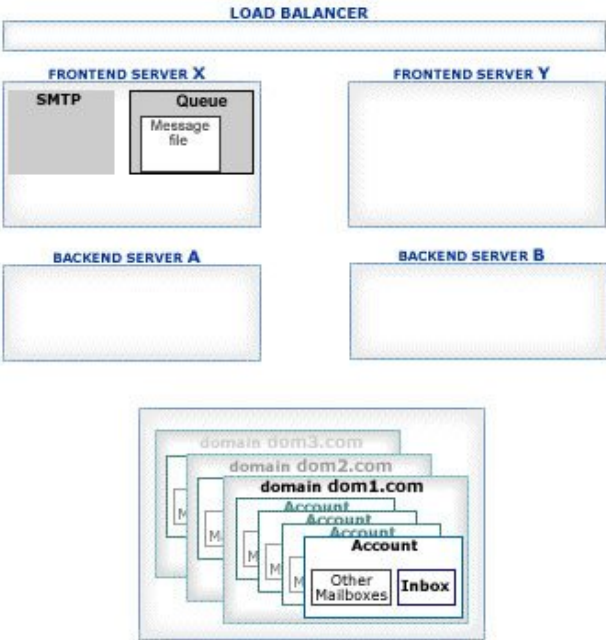 LOAD BALANCER
FRONTEND SERVER X
FRONTEND SERVER Y
SMTP
Queue
Message
file
BACKEND SERVER A
BACKEND SERVER B
domain dom3.com
domain dom2.com
domain dom1.com
Account
Account
Account
Account
M
M
M
M
M
Other
Mailboxes
Inbox